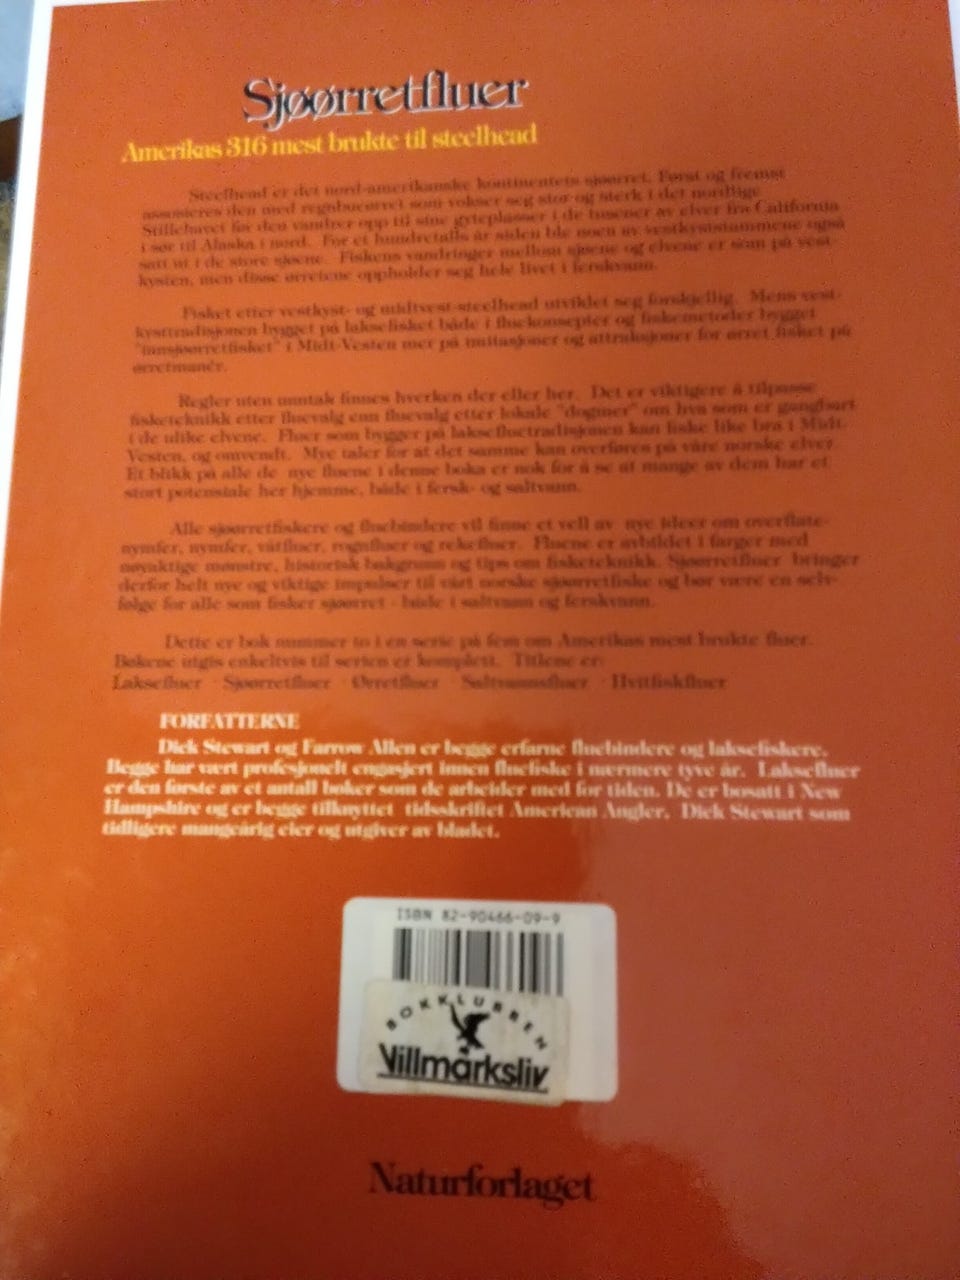 Sjøørretfluer
Amerikas 316 mest brukte til steelhead
Steelhead er det nord-amerikanske kontinentets sjøørret. Først og fremst
assosieres den med regnbueørret som vokser seg stor og sterk i det nordlige
Stillehavet før den vandrer opp til sine gyteplasser i de tusener av elver fra California
i sør til Alaska i nord. For et hundretalls år siden ble noen av vestkyststammene også
satt ut i de store sjøene. Fiskens vandringer mellom sjøene og elvene er som på vest-
kysten, men disse ørretene oppholder seg hele livet i ferskvann.
Fisket etter vestkyst- og midtvest-steelhead utviklet seg forskjellig. Mens vest-
kysttradisjonen bygget på laksefisket både i fluekonsepter og fiskemetoder bygget
"innsjøørretfisket" i Midt-Vesten mer på imitasjoner og attraksjoner for ørret fisket på
ørretmanér.
Regler uten unntak finnes hverken der eller her. Det er viktigere å tilpasse
fisketeknikk etter fluevalg enn fluevalg etter lokale "dogmer" om hva som er gangbart
i de ulike elvene. Fluer som bygger på laksefluetradisjonen kan fiske like bra i Midt-
Vesten, og omvendt. Mye taler for at det samme kan overføres på våre norske elver.
Et blikk på alle de nye fluene i denne boka er nok for å se at mange av dem har et
stort potensiale her hjemme, både i fersk- og saltvann.
Alle sjøørretfiskere og fluebindere vil finne et vell av nye ideer om overflate-
nymfer, nymfer, våtfluer, rognfluer og rekefluer. Fluene er avbildet i farger med
nøyaktige mønstre, historisk bakgrunn og tips om fisketeknikk. Sjøørretfluer bringer
derfor helt nye og viktige impulser til vårt norske sjøørretfiske og bør være en selv-
følge for alle som fisker sjøørret - både i saltvann og ferskvann.
Dette er bok nummer to i en serie på fem om Amerikas mest brukte fluer.
Bøkene utgis enkeltvis til serien er komplett. Titlene er:
Laksefluer · Sjøørretfluer · Ørretfluer · Saltvannsfluer · Hvitfiskfluer
FORFATTERNE
Dick Stewart og Farrow Allen er begge erfarne fluebindere og laksefiskere.
Begge har vært profesjonelt engasjert innen fluefiske i nærmere tyve år. Laksefluer
er den første av et antall bøker som de arbeider med for tiden. De er bosatt i New
Hampshire og er begge tilknyttet tidsskriftet American Angler. Dick Stewart som
tidligere mangeårig eier og utgiver av bladet.
ISBN 82-90466-09-9
BOKKLUBBEN
Villmarksliv
Naturforlaget